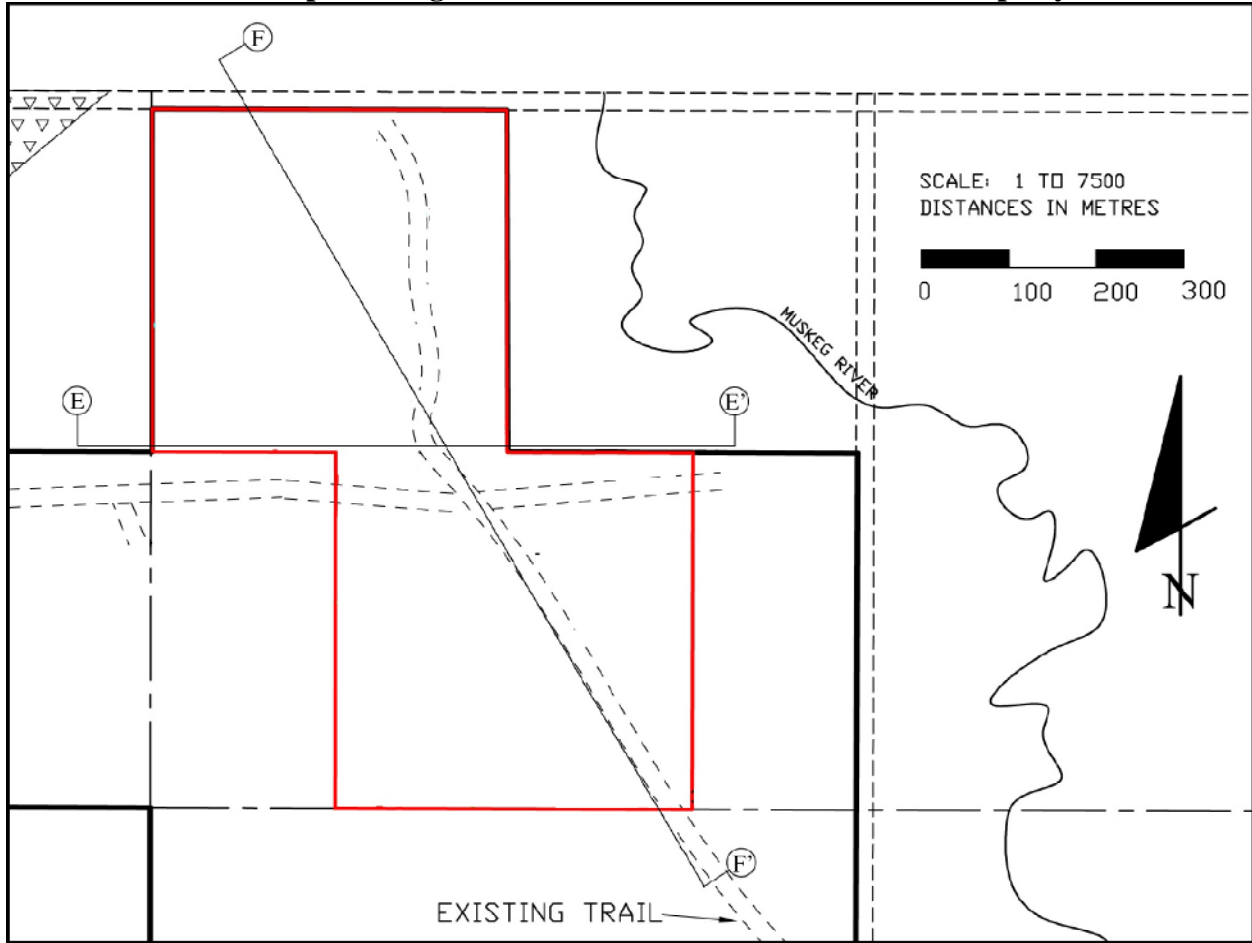 F
SCALE: 1 TO 7500
DISTANCES IN METRES
0 100 200 300
MUSKEG RIVER
E E'
N
F'
EXISTING TRAIL